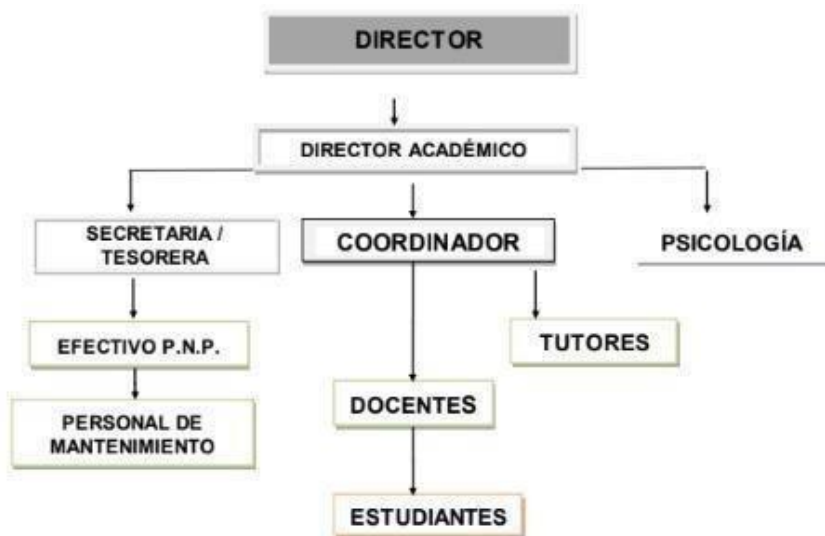 DIRECTOR
DIRECTOR ACADÉMICO
SECRETARIA /
TESORERA
COORDINADOR
PSICOLOGÍA
EFECTIVO P.N.P.
TUTORES
DOCENTES
PERSONAL DE
MANTENIMIENTO
ESTUDIANTES